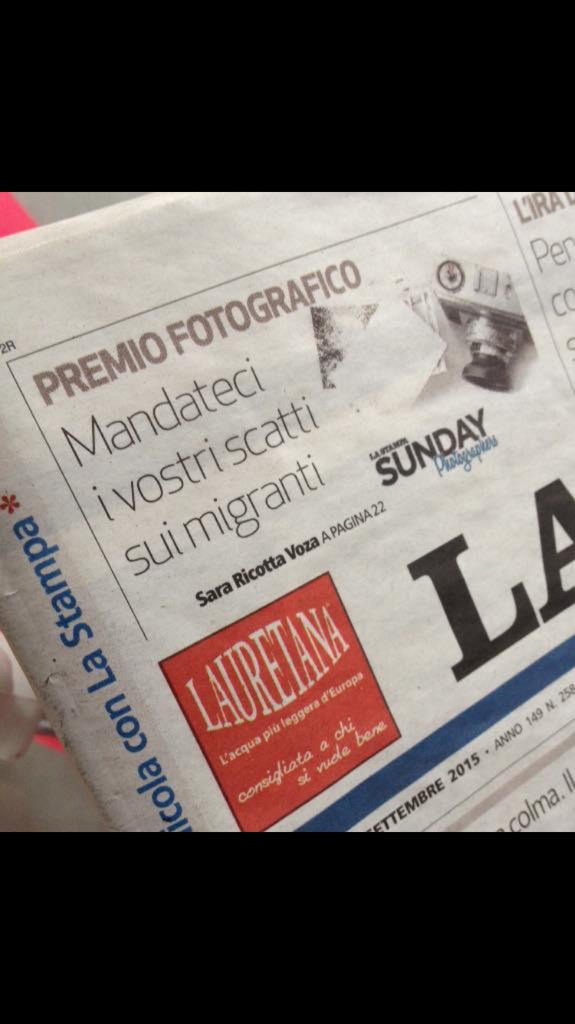 2R
PREMIO FOTOGRAFICO
Mandateci
i vostri scatti
sui migranti
LA STAMPA
SUNDAY
Photographers
Sara Ricotta Voza A PAGINA 22
L'IRA
LAURETANA
L'acqua più leggera d'Europa
consigliata a chi
si vuole bene
LA
SETTEMBRE 2015 • ANNO 149 N. 258
colma. Il
icola con La Stampa*